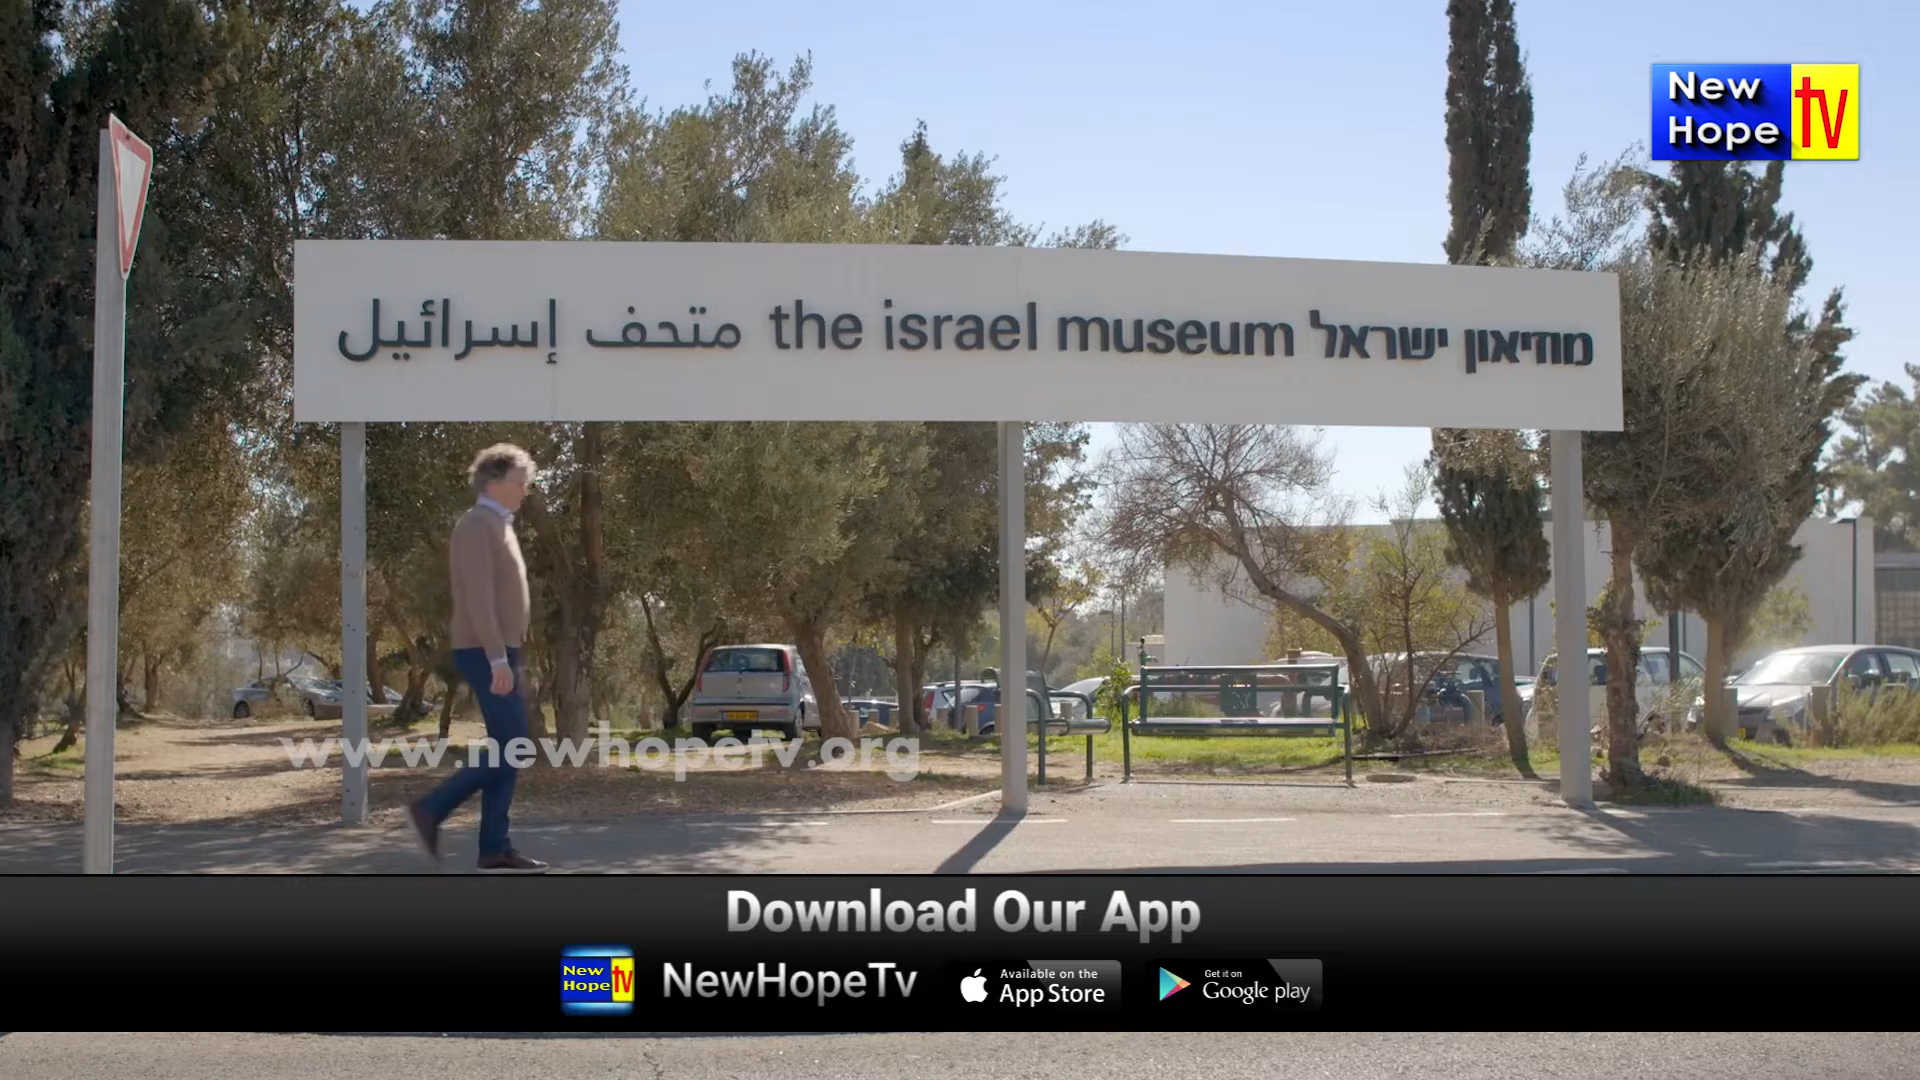 New
Hope tv
متحف إسرائيل the israel museum מוזיאון ישראל
www.newhopetv.org
Download Our App
New
Hope tv
NewHopeTv
Available on the
App Store
Get it on
Google play